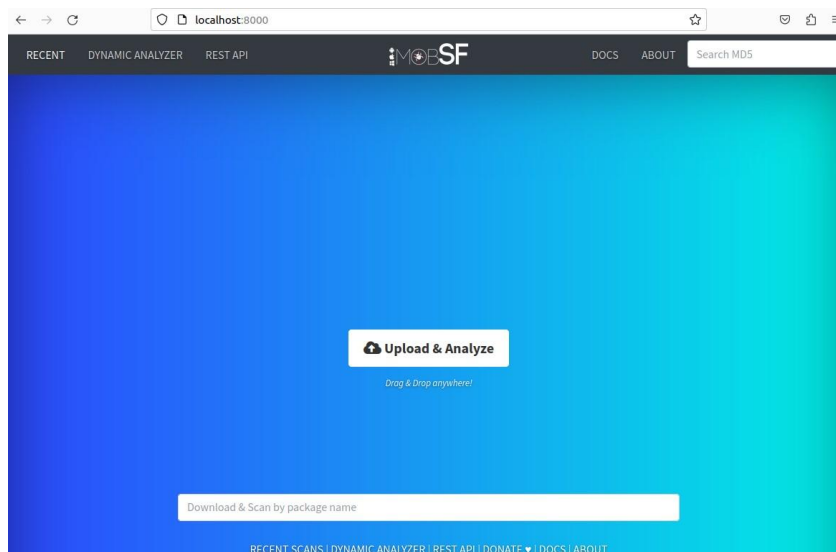 localhost:8000
RECENT DYNAMIC ANALYZER REST API MOBSF DOCS ABOUT Search MD5
Upload & Analyze
Drag & Drop anywhere!
Download & Scan by package name
RECENT SCANS | DYNAMIC ANALYZER | REST API | DONATE ♥ | DOCS | ABOUT